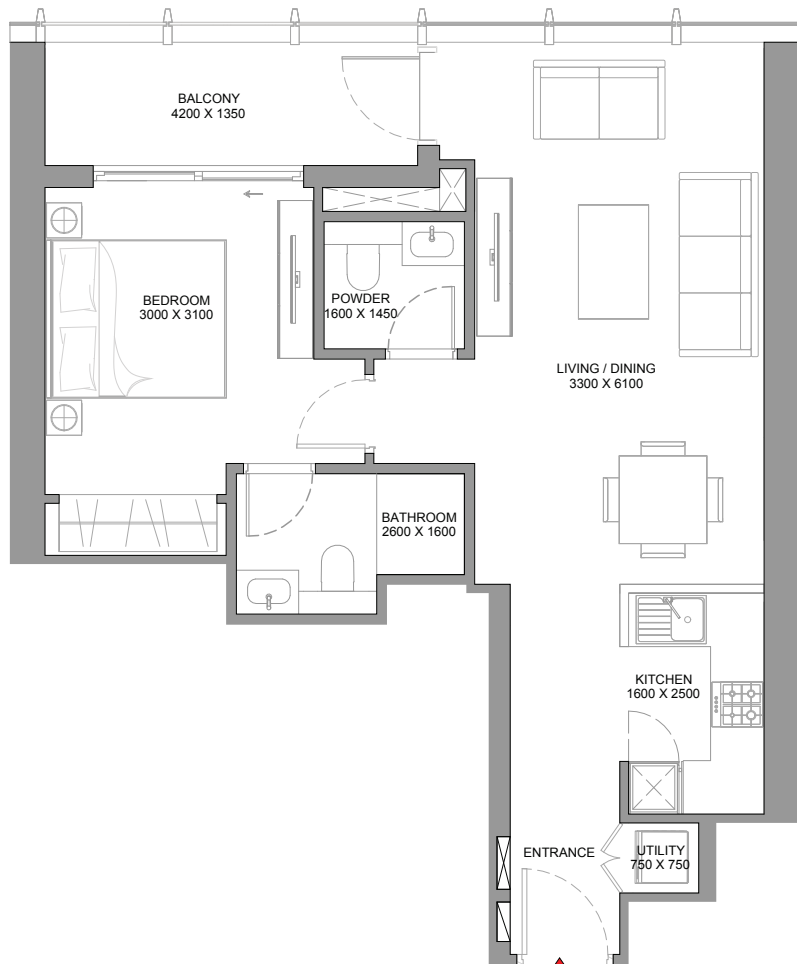 BALCONY
4200 X 1350
BEDROOM
3000 X 3100
POWDER
1600 X 1450
LIVING / DINING
3300 X 6100
BATHROOM
2600 X 1600
KITCHEN
1600 X 2500
ENTRANCE
UTILITY
750 X 750